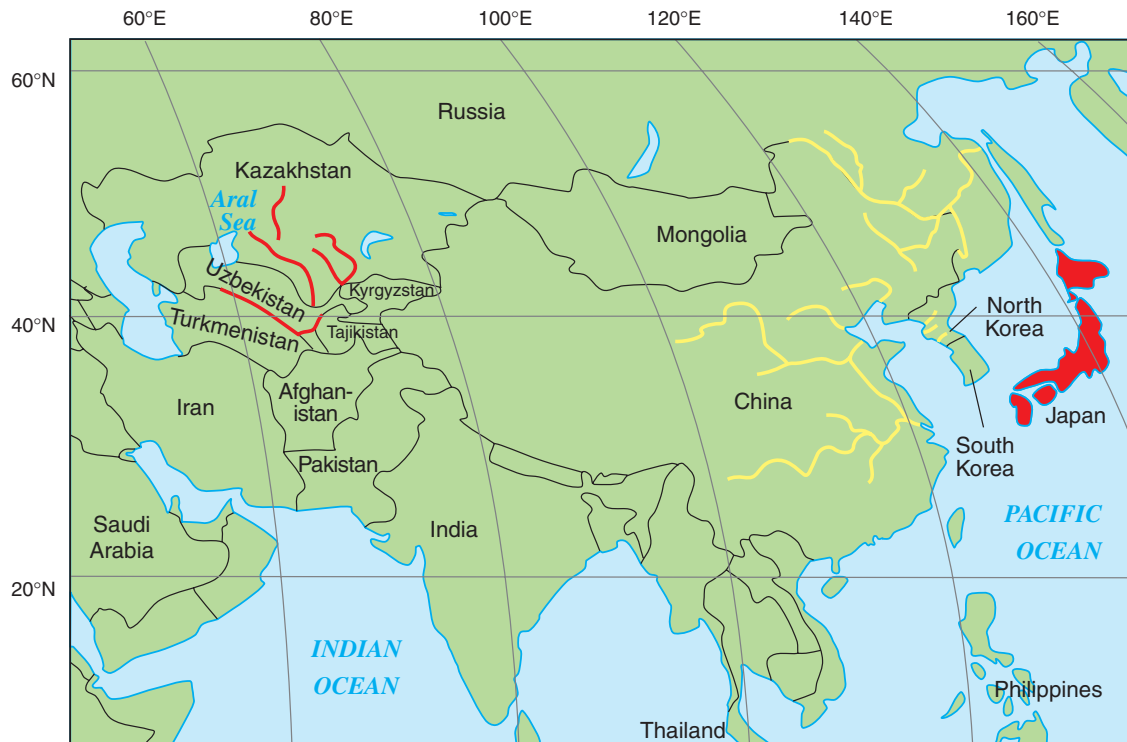 60°E 80°E 100°E 120°E 140°E 160°E
60°N
Russia
Kazakhstan
Aral
Sea
Mongolia
Uzbekistan
Kyrgyzstan
North
Korea
40°N
Turkmenistan
Tajikistan
Afghan-
istan
Iran
China
Japan
South
Korea
Pakistan
PACIFIC
OCEAN
Saudi
Arabia
India
20°N
INDIAN
OCEAN
Philippines
Thailand